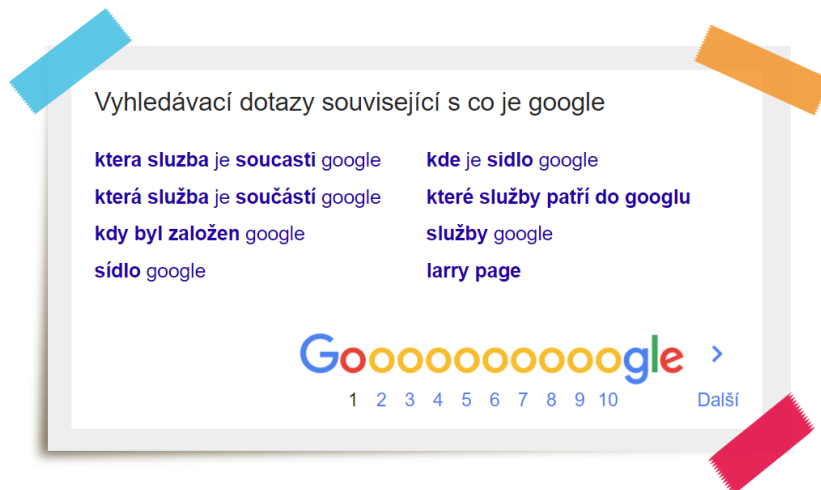 Vyhledávací dotazy související s co je google
ktera sluzba je soucasti google
která služba je součástí google
kdy byl založen google
sídlo google
kde je sidlo google
které služby patří do googlu
služby google
larry page
Goooooooooogle >
1 2 3 4 5 6 7 8 9 10 Další